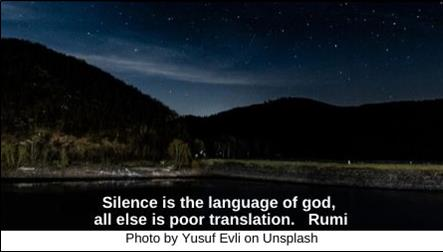 Silence is the language of god,
all else is poor translation.   Rumi
Photo by Yusuf Evli on Unsplash